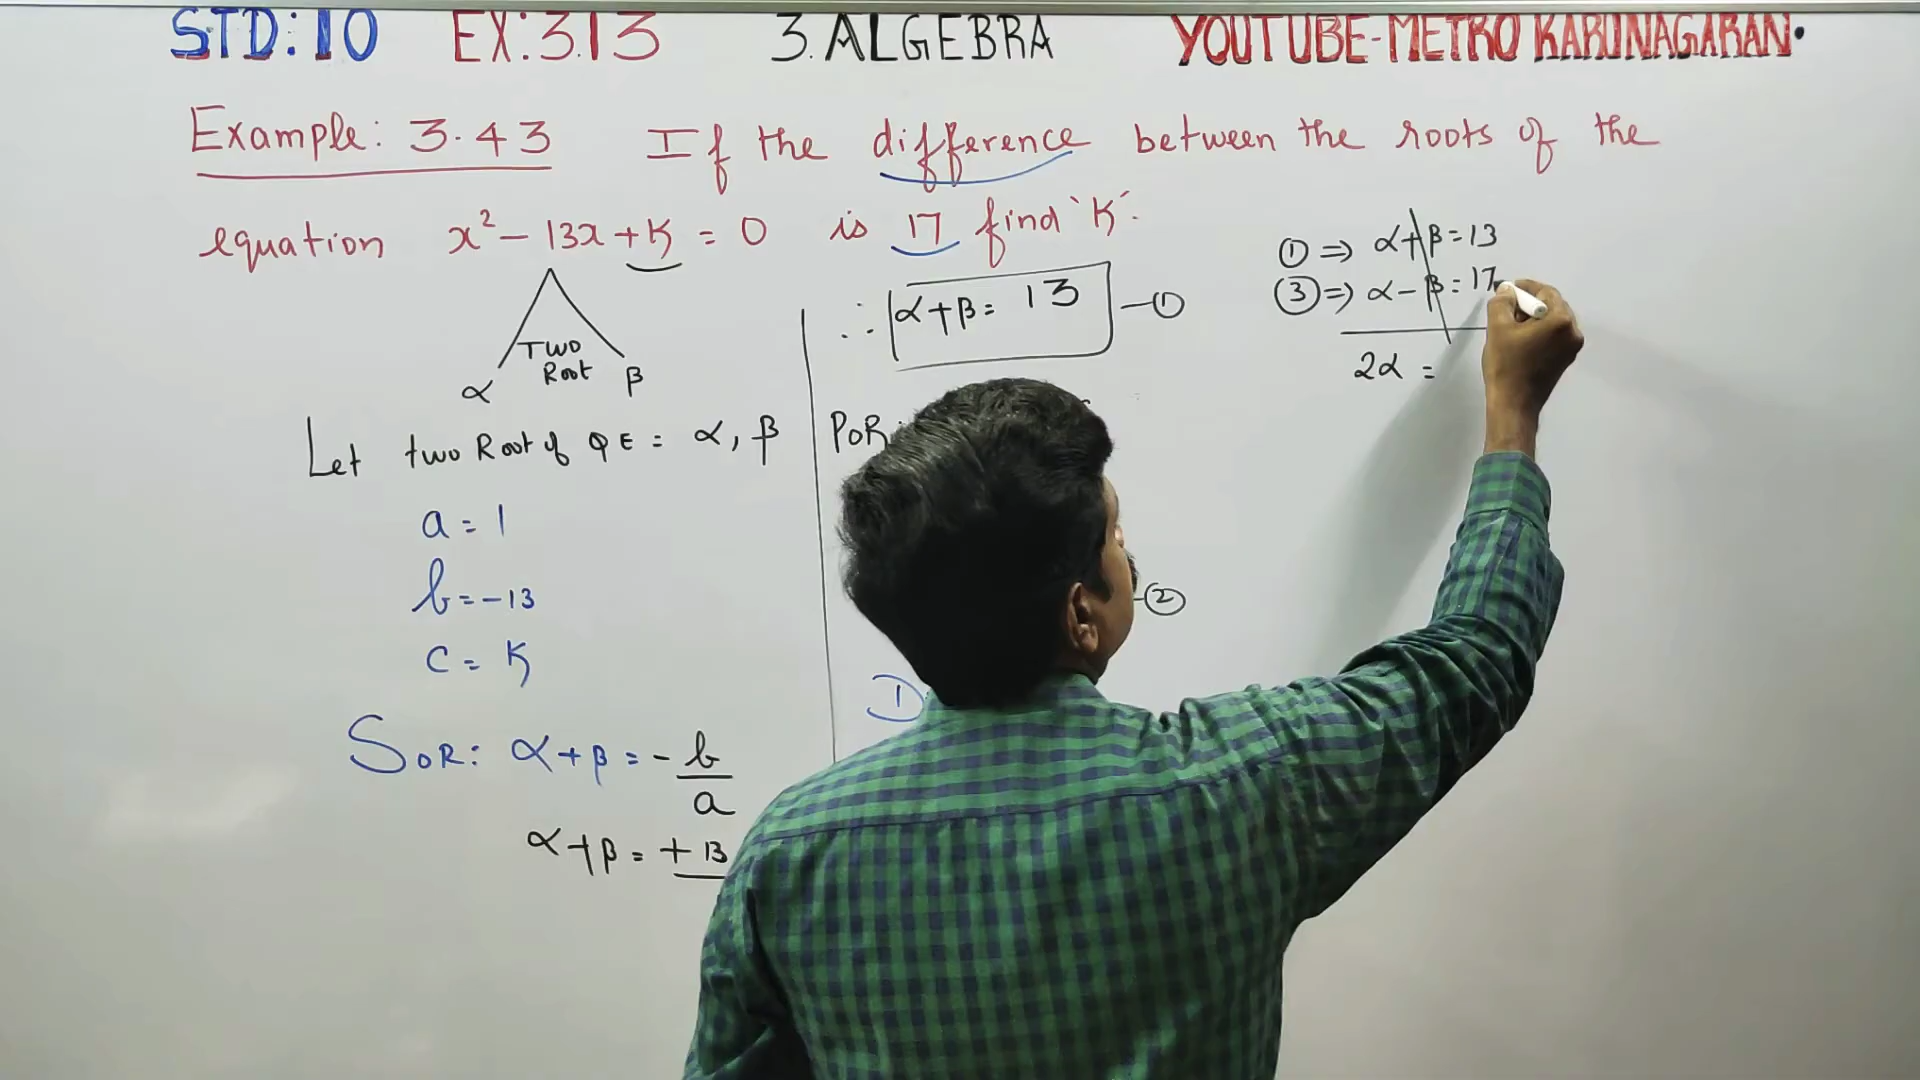 STD:10 EX:3.13 3.ALGEBRA YOUTUBE-METRO KARUNAGARAN
Example: 3.43 If the difference between the roots of the
equation x² - 13x + K = 0 is 17 find 'K'.
TWO
Root
α β
Let two Root of QE = α, β
a = 1
b = -13
c = K
SOR: α+β = -b/a
α+β = +13
∴ α+β = 13 —①
POR:
—②
① ⇒ α+β=13
③ ⇒ α-β=17
2α =